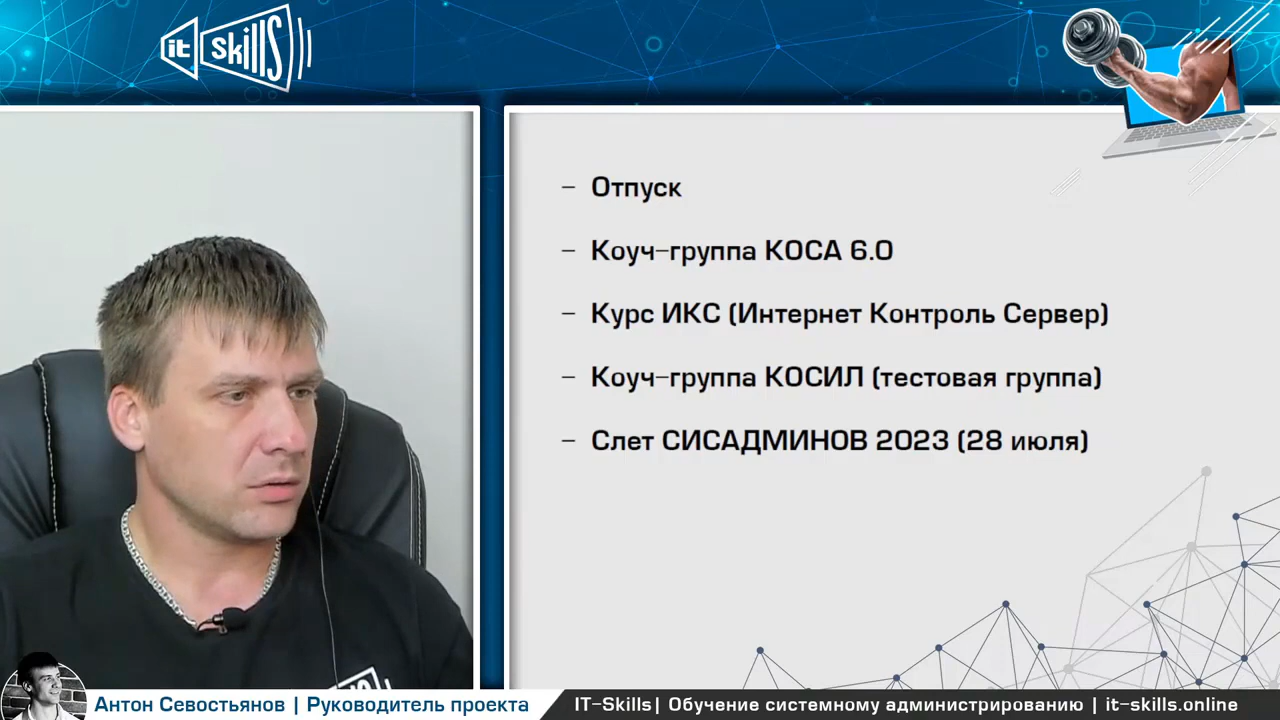 it skills
– Отпуск
– Коуч-группа КОСА 6.0
– Курс ИКС (Интернет Контроль Сервер)
– Коуч-группа КОСИЛ (тестовая группа)
– Слет СИСАДМИНОВ 2023 (28 июля)
Антон Севостьянов | Руководитель проекта
IT-Skills| Обучение системному администрированию | it-skills.online